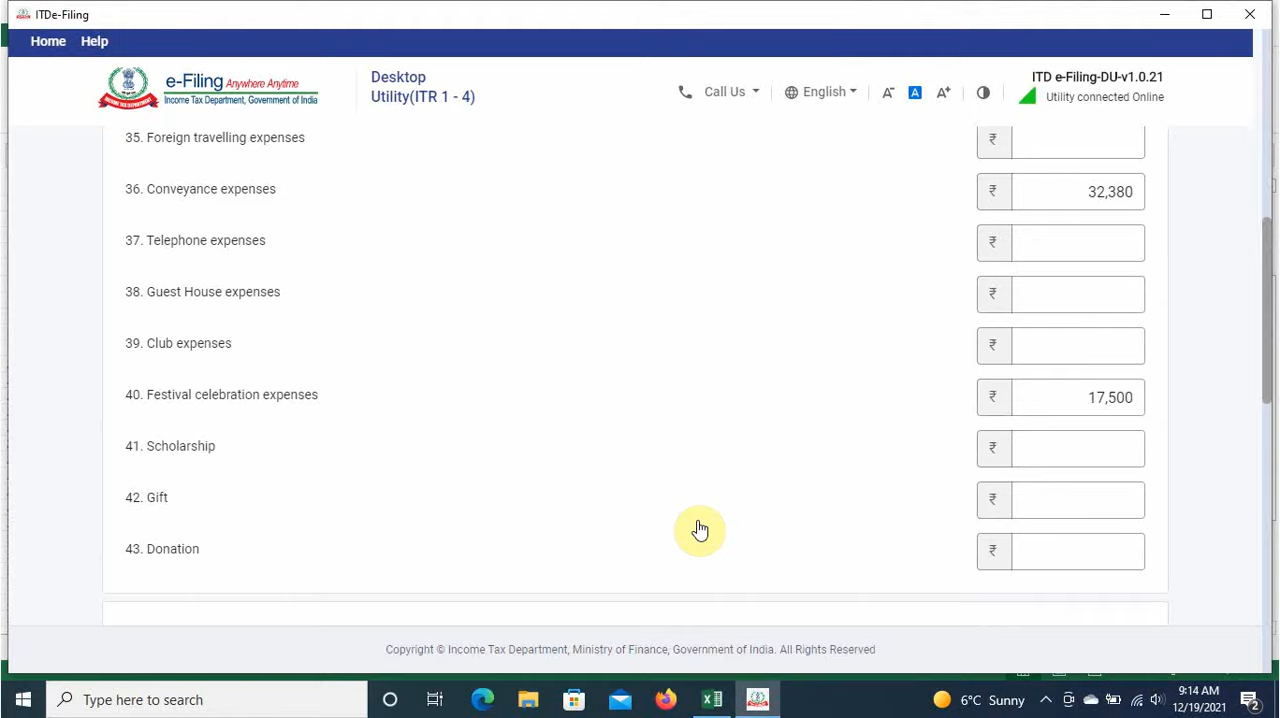 ITDe-Filing
Home Help
e-Filing Anywhere Anytime
Income Tax Department, Government of India
Desktop
Utility(ITR 1 - 4)
Call Us
English
A-
A
A+
ITD e-Filing-DU-v1.0.21
Utility connected Online
35. Foreign travelling expenses ₹
36. Conveyance expenses ₹ 32,380
37. Telephone expenses ₹
38. Guest House expenses ₹
39. Club expenses ₹
40. Festival celebration expenses ₹ 17,500
41. Scholarship ₹
42. Gift ₹
43. Donation ₹
Copyright © Income Tax Department, Ministry of Finance, Government of India. All Rights Reserved
Type here to search
6°C Sunny
9:14 AM
12/19/2021
2